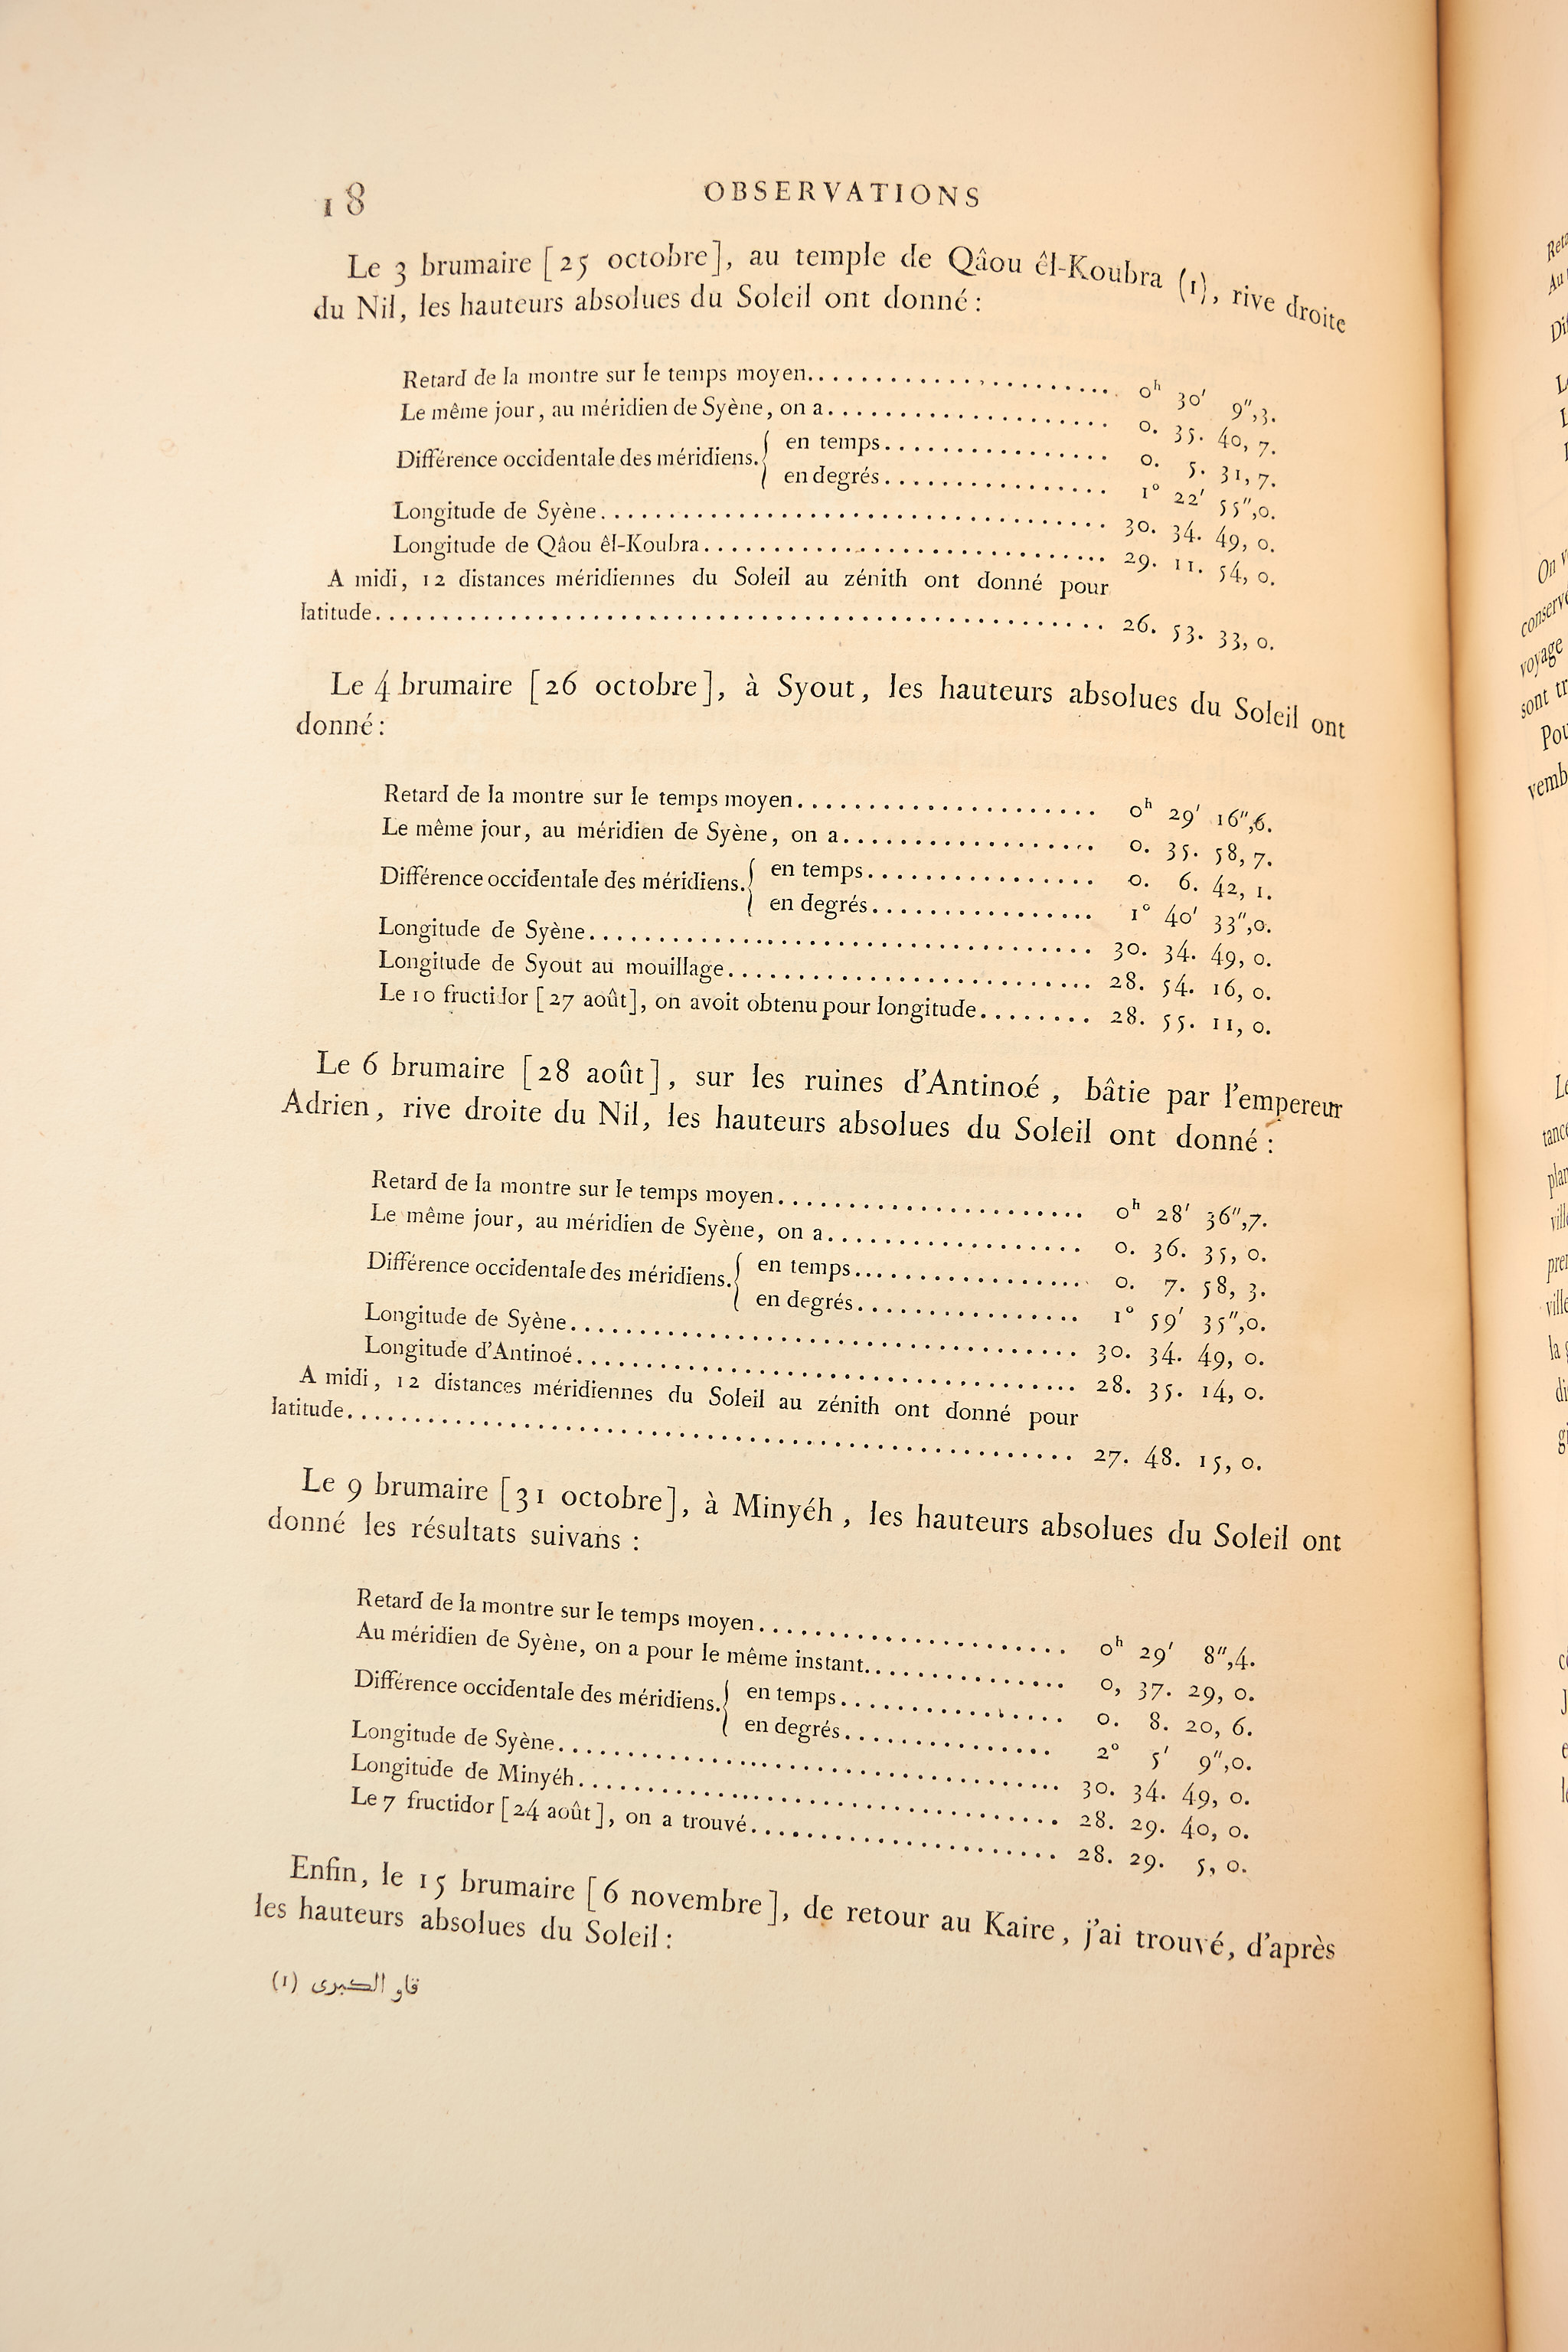 18
OBSERVATIONS
Le 3 brumaire [25 octobre], au temple de Qâou êl-Koubra (1), rive droite
du Nil, les hauteurs absolues du Soleil ont donné :
Retard de la montre sur le temps moyen.......................... 0h 30′ 9″,3.
Le même jour, au méridien de Syène, on a........................ 0. 35. 40, 7.
Différence occidentale des méridiens. { en temps................. 0. 5. 31, 7.
en degrés................. 1° 22′ 55″,0.
Longitude de Syène...................................... 30. 34. 49, 0.
Longitude de Qâou êl-Koubra.............................. 29. 11. 54, 0.
A midi, 12 distances méridiennes du Soleil au zénith ont donné pour
latitude...................................................... 26. 53. 33, 0.
Le 4 brumaire [26 octobre], à Syout, les hauteurs absolues du Soleil ont
donné :
Retard de la montre sur le temps moyen...................... 0h 29′ 16″,6.
Le même jour, au méridien de Syène, on a................... 0. 35. 58, 7.
Différence occidentale des méridiens. { en temps................. 0. 6. 42, 1.
en degrés................. 1° 40′ 33″,0.
Longitude de Syène...................................... 30. 34. 49, 0.
Longitude de Syout au mouillage........................... 28. 54. 16, 0.
Le 10 fructidor [27 août], on avoit obtenu pour longitude........ 28. 55. 11, 0.
Le 6 brumaire [28 août], sur les ruines d'Antinoé, bâtie par l'empereur
Adrien, rive droite du Nil, les hauteurs absolues du Soleil ont donné :
Retard de la montre sur le temps moyen....................... 0h 28′ 36″,7.
Le même jour, au méridien de Syène, on a................... 0. 36. 35, 0.
Différence occidentale des méridiens. { en temps................. 0. 7. 58, 3.
en degrés................. 1° 59′ 35″,0.
Longitude de Syène...................................... 30. 34. 49, 0.
Longitude d'Antinoé...................................... 28. 35. 14, 0.
A midi, 12 distances méridiennes du Soleil au zénith ont donné pour
latitude...................................................... 27. 48. 15, 0.
Le 9 brumaire [31 octobre], à Minyéh, les hauteurs absolues du Soleil ont
donné les résultats suivans :
Retard de la montre sur le temps moyen....................... 0h 29′ 8″,4.
Au méridien de Syène, on a pour le même instant............... 0, 37. 29, 0.
Différence occidentale des méridiens. { en temps................. 0. 8. 20, 6.
en degrés................ 2° 5′ 9″,0.
Longitude de Syène...................................... 30. 34. 49, 0.
Longitude de Minyéh..................................... 28. 29. 40, 0.
Le 7 fructidor [24 août], on a trouvé....................... 28. 29. 5, 0.
Enfin, le 15 brumaire [6 novembre], de retour au Kaire, j'ai trouvé, d'après
les hauteurs absolues du Soleil :
(1) قاو الكبرى